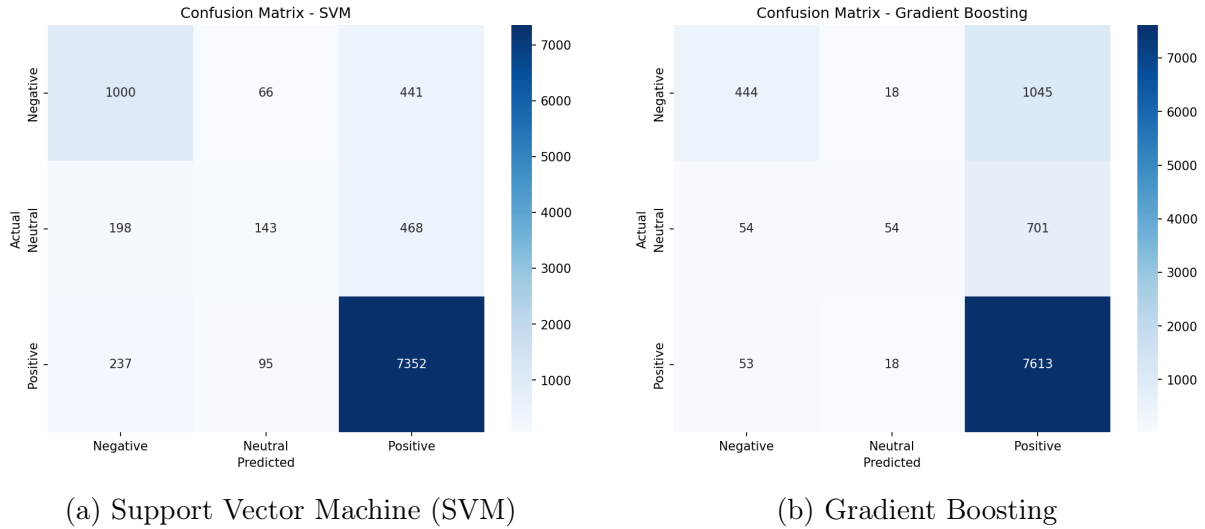 Confusion Matrix - SVM
Negative
1000
66
441
Actual
Neutral
198
143
468
Positive
237
95
7352
Negative
Neutral
Positive
Predicted
7000
6000
5000
4000
3000
2000
1000
(a) Support Vector Machine (SVM)
Confusion Matrix - Gradient Boosting
Negative
444
18
1045
Actual
Neutral
54
54
701
Positive
53
18
7613
Negative
Neutral
Positive
Predicted
7000
6000
5000
4000
3000
2000
1000
(b) Gradient Boosting